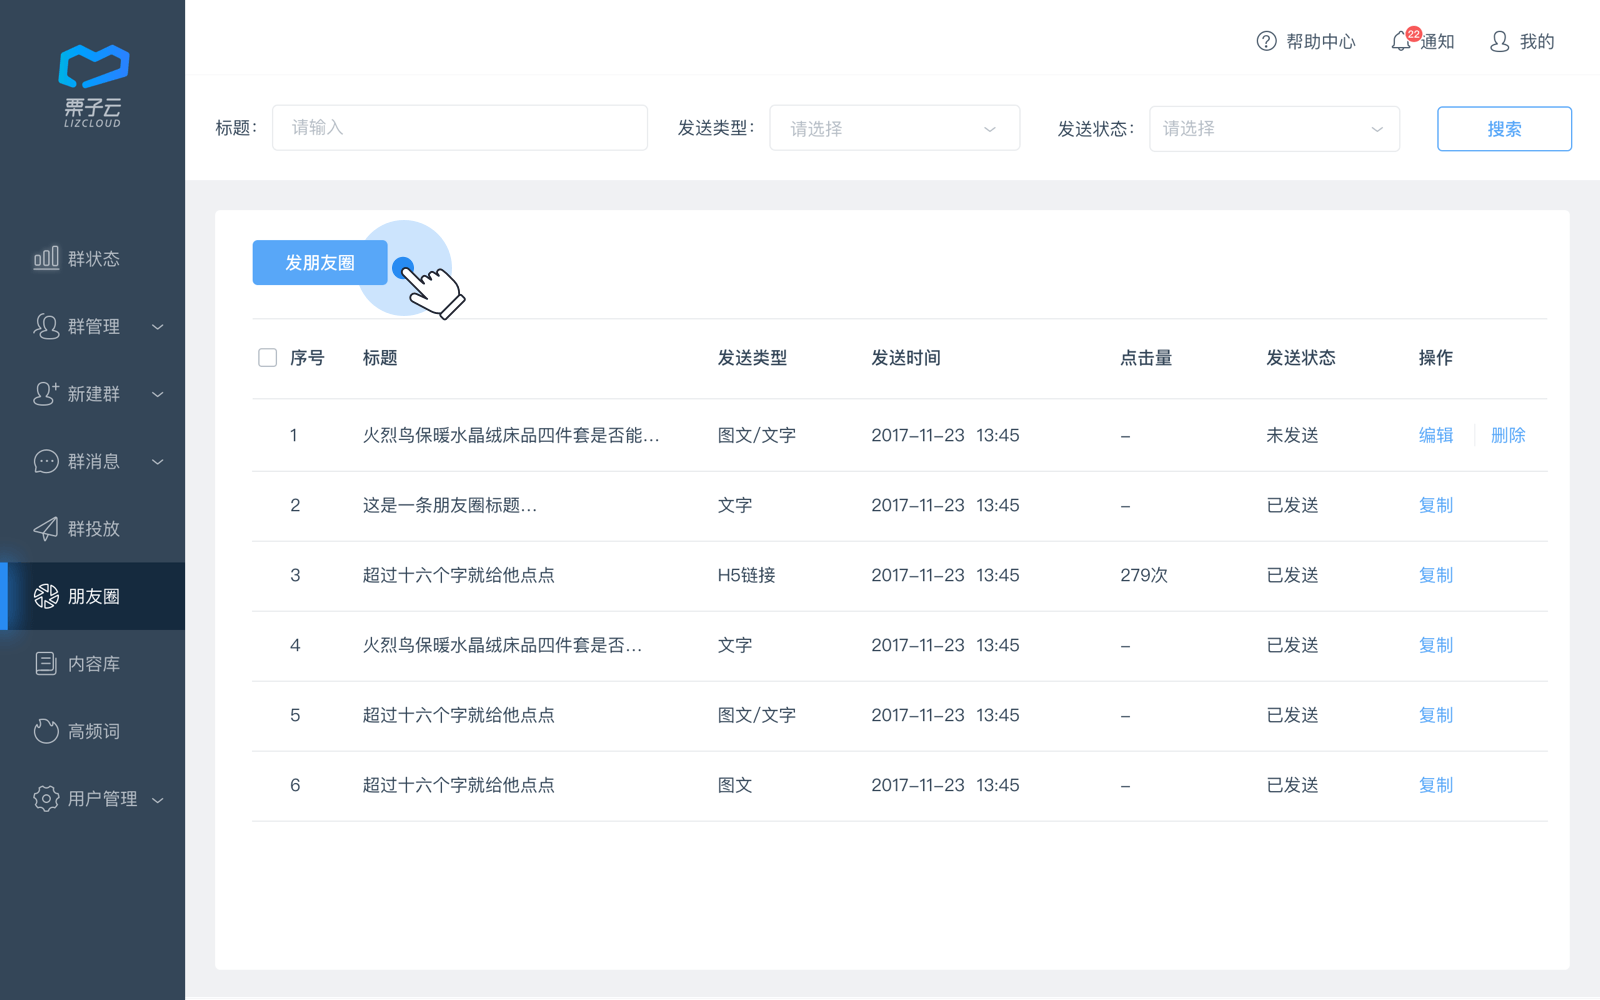 帮助中心 22 通知 我的
栗子云
LIZCLOUD
标题： 请输入 发送类型： 请选择 发送状态： 请选择 搜索
群状态
群管理
新建群
群消息
群投放
朋友圈
内容库
高频词
用户管理
发朋友圈
序号 标题 发送类型 发送时间 点击量 发送状态 操作
1 火烈鸟保暖水晶绒床品四件套是否能... 图文/文字 2017-11-23 13:45 – 未发送 编辑 删除
2 这是一条朋友圈标题... 文字 2017-11-23 13:45 – 已发送 复制
3 超过十六个字就给他点点 H5链接 2017-11-23 13:45 279次 已发送 复制
4 火烈鸟保暖水晶绒床品四件套是否... 文字 2017-11-23 13:45 – 已发送 复制
5 超过十六个字就给他点点 图文/文字 2017-11-23 13:45 – 已发送 复制
6 超过十六个字就给他点点 图文 2017-11-23 13:45 – 已发送 复制